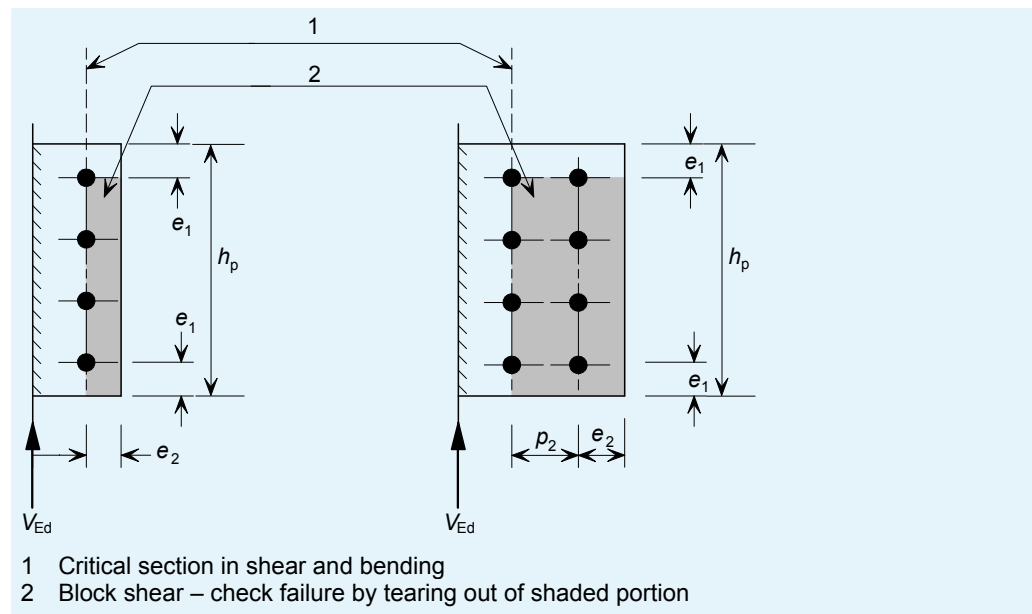 1
2
e1
e1
hp
e1
hp
e1
e2
p2 e2
VEd
VEd
1 Critical section in shear and bending
2 Block shear – check failure by tearing out of shaded portion